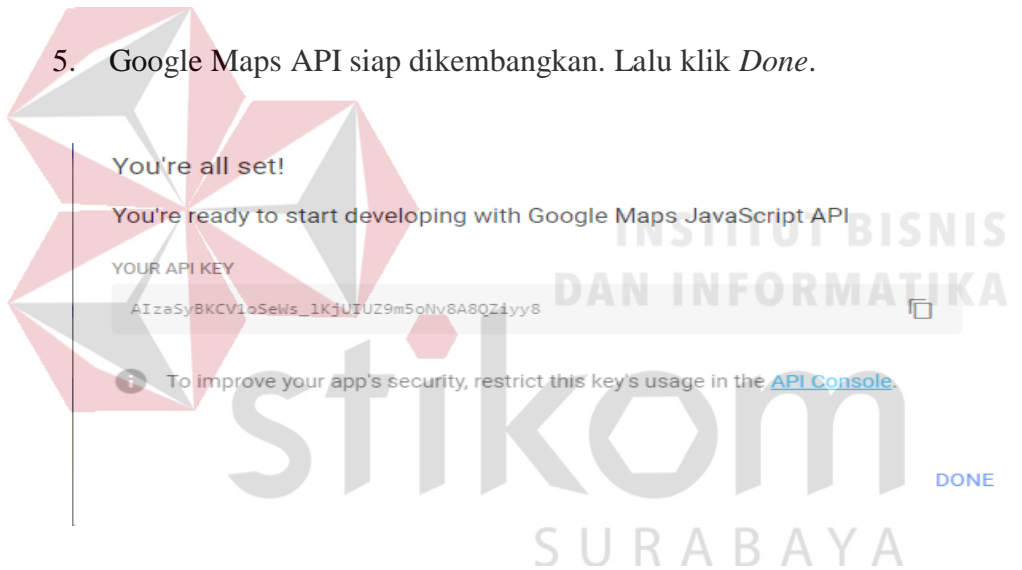 5. Google Maps API siap dikembangkan. Lalu klik Done.
You're all set!
You're ready to start developing with Google Maps JavaScript API
INSTITUT BISNIS
YOUR API KEY
DAN INFORMATIKA
AIzaSyBKCV1oSeWs_1KjUIUZ9m5oNv8A8QZiyy8
To improve your app's security, restrict this key's usage in the API Console.
stikom
DONE
SURABAYA